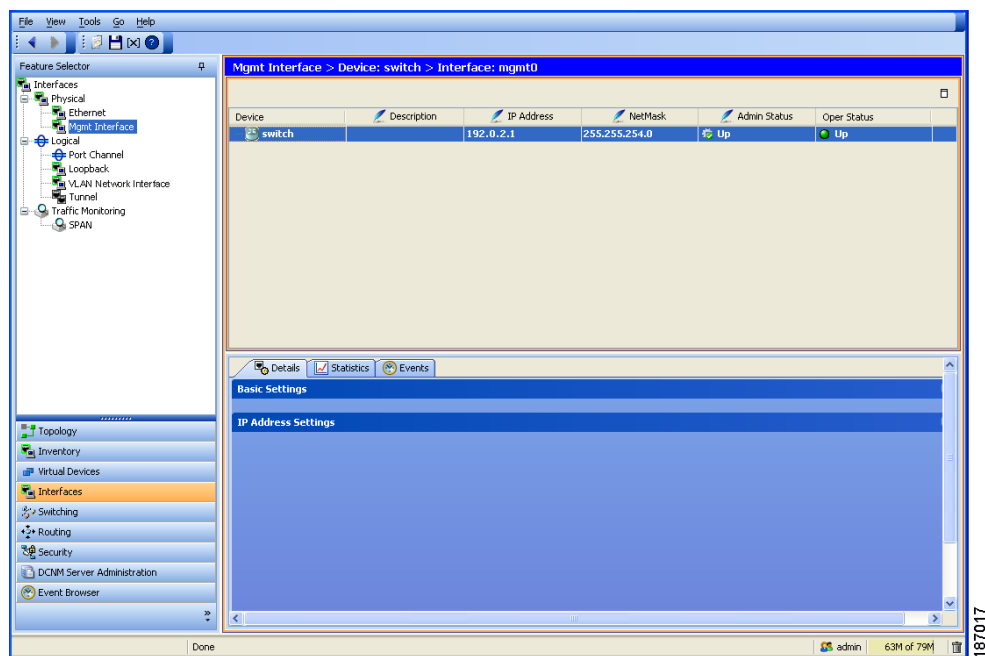 File View Tools Go Help
Feature Selector
Interfaces
Physical
Ethernet
Mgmt Interface
Logical
Port Channel
Loopback
VLAN Network Interface
Tunnel
Traffic Monitoring
SPAN
Topology
Inventory
Virtual Devices
Interfaces
Switching
Routing
Security
DCNM Server Administration
Event Browser
Mgmt Interface > Device: switch > Interface: mgmt0
Device Description IP Address NetMask Admin Status Oper Status
switch 192.0.2.1 255.255.254.0 Up Up
Details Statistics Events
Basic Settings
IP Address Settings
Done admin 63M of 79M
187017